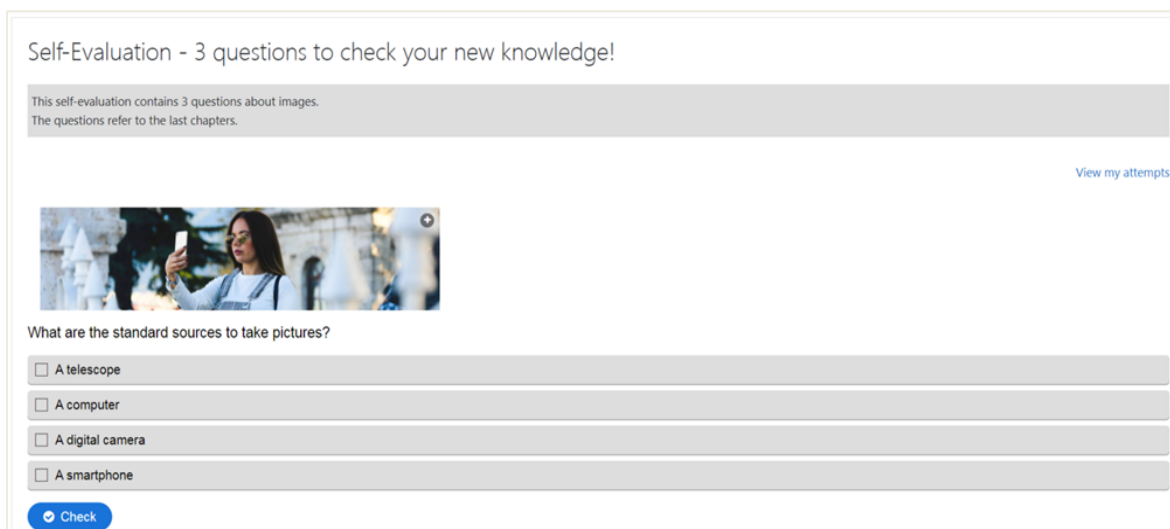 Self-Evaluation - 3 questions to check your new knowledge!
This self-evaluation contains 3 questions about images.
The questions refer to the last chapters.
View my attempts
What are the standard sources to take pictures?
A telescope
A computer
A digital camera
A smartphone
Check